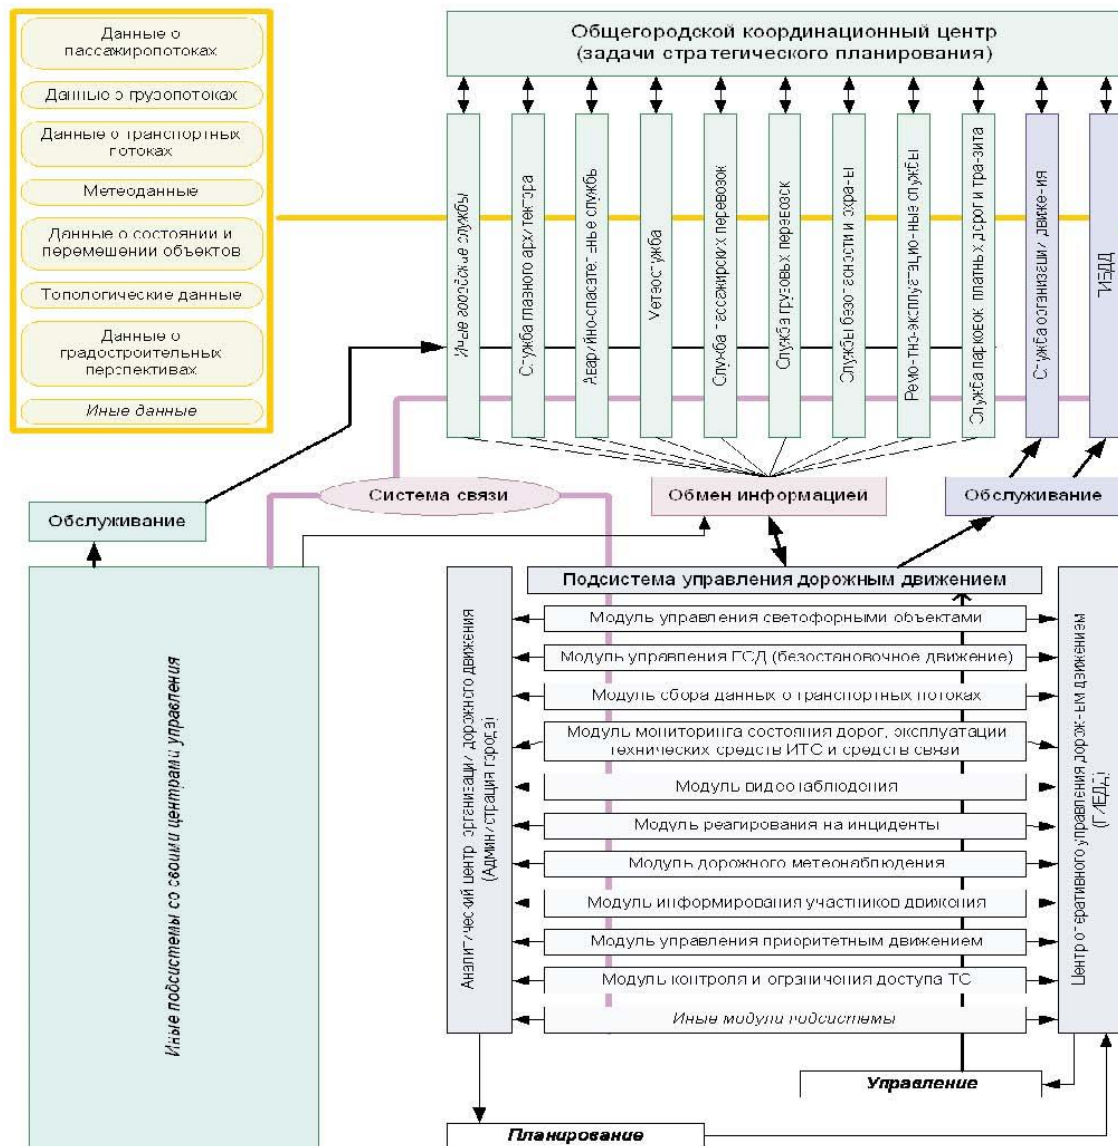 Данные о
пассажиропотоках
Данные о грузопотоках
Данные о транспортных
потоках
Метеоданные
Данные о состоянии и
перемещении объектов
Топологические данные
Данные о
градостроительных
перспективах
Иные данные
Общегородской координационный центр
(задачи стратегического планирования)
Иные городские службы
Служба главного архитектора
Аварийно-спасательные службы
Метеослужба
Служба пассажирских перевозок
Служба грузовых перевозок
Службы безопасности и охраны
Ремонтно-эксплуатационные службы
Служба парковок, платных дорог и транзита
Служба организации движения
ГИБДД
Система связи
Обмен информацией
Обслуживание
Обслуживание
Иные подсистемы со своими центрами управления
Подсистема управления дорожным движением
Аналитический центр организации дорожного движения
(Администрация города)
Модуль управления светофорными объектами
Модуль управления ГСД (безостановочное движение)
Модуль сбора данных о транспортных потоках
Модуль мониторинга состояния дорог, эксплуатации
технических средств ИТС и средств связи
Модуль видеонаблюдения
Модуль реагирования на инциденты
Модуль дорожного метеонаблюдения
Модуль информирования участников движения
Модуль управления приоритетным движением
Модуль контроля и ограничения доступа ТС
Иные модули подсистемы
Центр оперативного управления дорожным движением
(ГИБДД)
Управление
Планирование